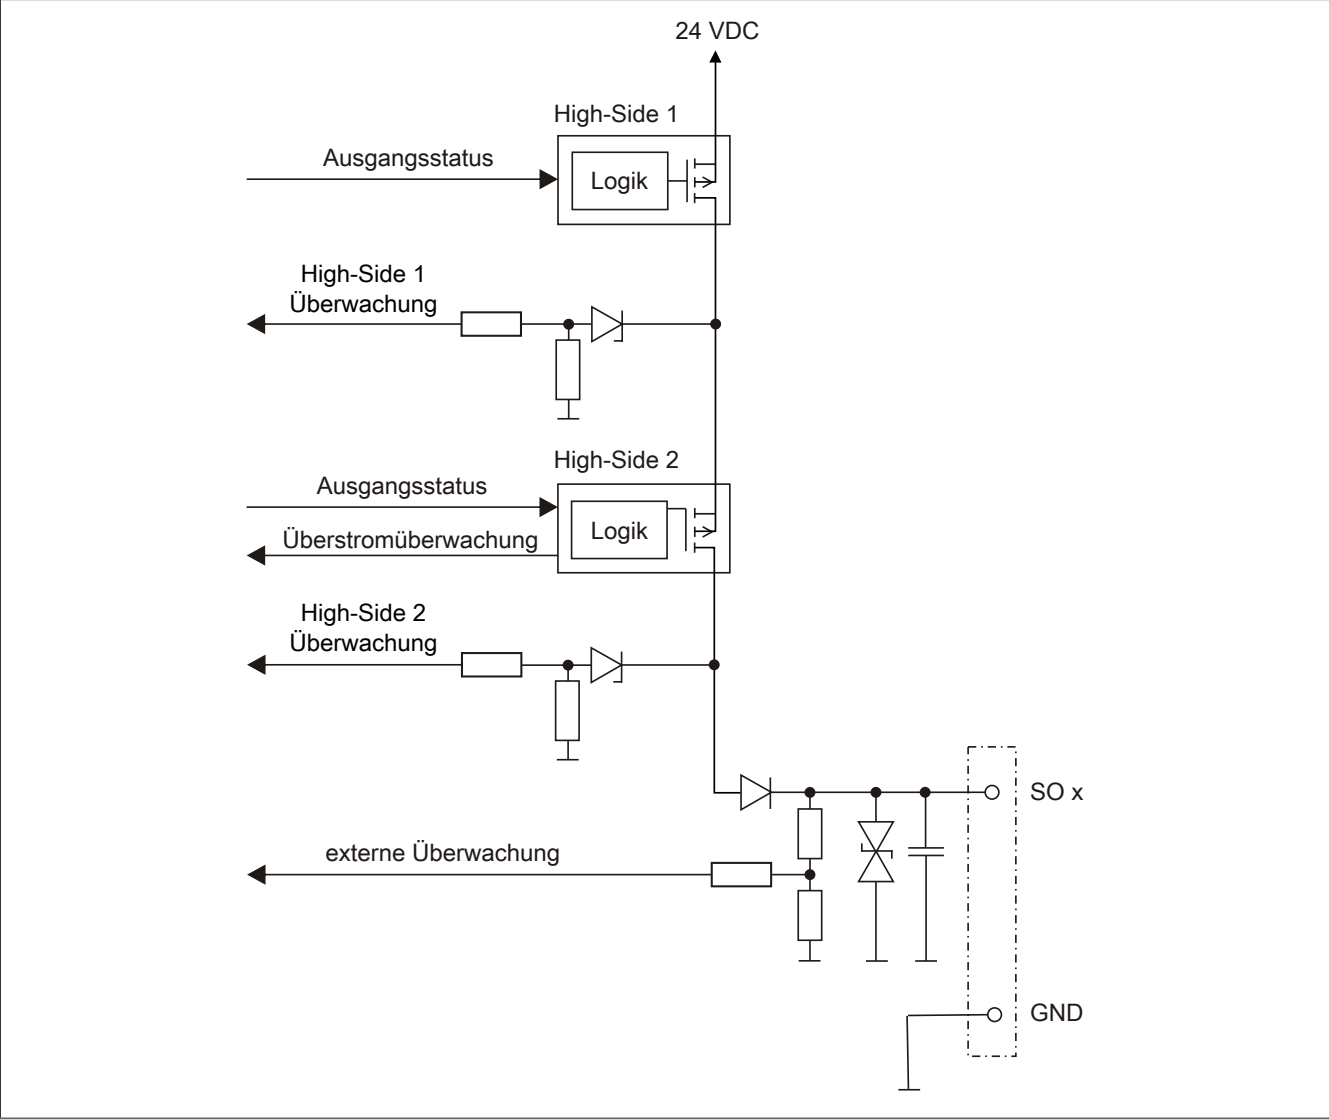 24 VDC
High-Side 1
Ausgangsstatus
Logik
High-Side 1
Überwachung
High-Side 2
Ausgangsstatus
Logik
Überstromüberwachung
High-Side 2
Überwachung
SO x
externe Überwachung
GND